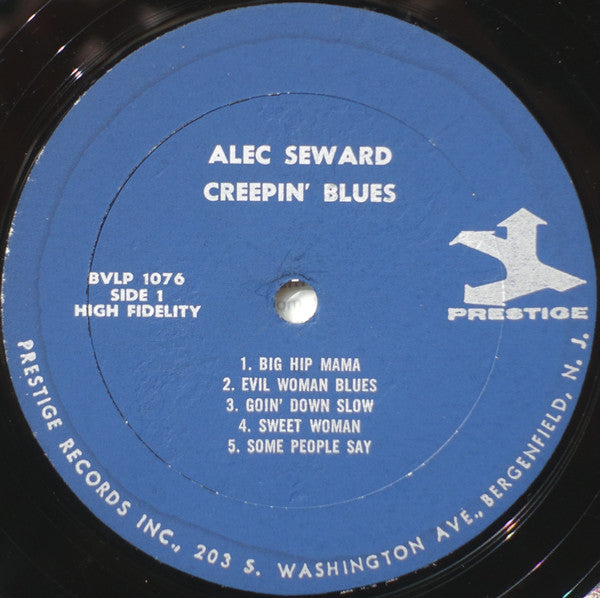 ALEC SEWARD
CREEPIN' BLUES
BVLP 1076
SIDE 1
HIGH FIDELITY
PRESTIGE
1. BIG HIP MAMA
2. EVIL WOMAN BLUES
3. GOIN' DOWN SLOW
4. SWEET WOMAN
5. SOME PEOPLE SAY
PRESTIGE RECORDS INC., 203 S. WASHINGTON AVE., BERGENFIELD, N. J.